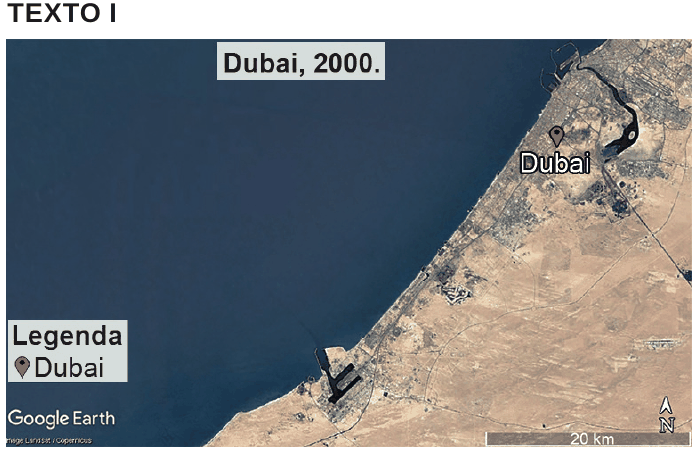 TEXTO I
Dubai, 2000.
Dubai
Legenda
Dubai
Google Earth
Image Landsat / Copernicus
N
20 km